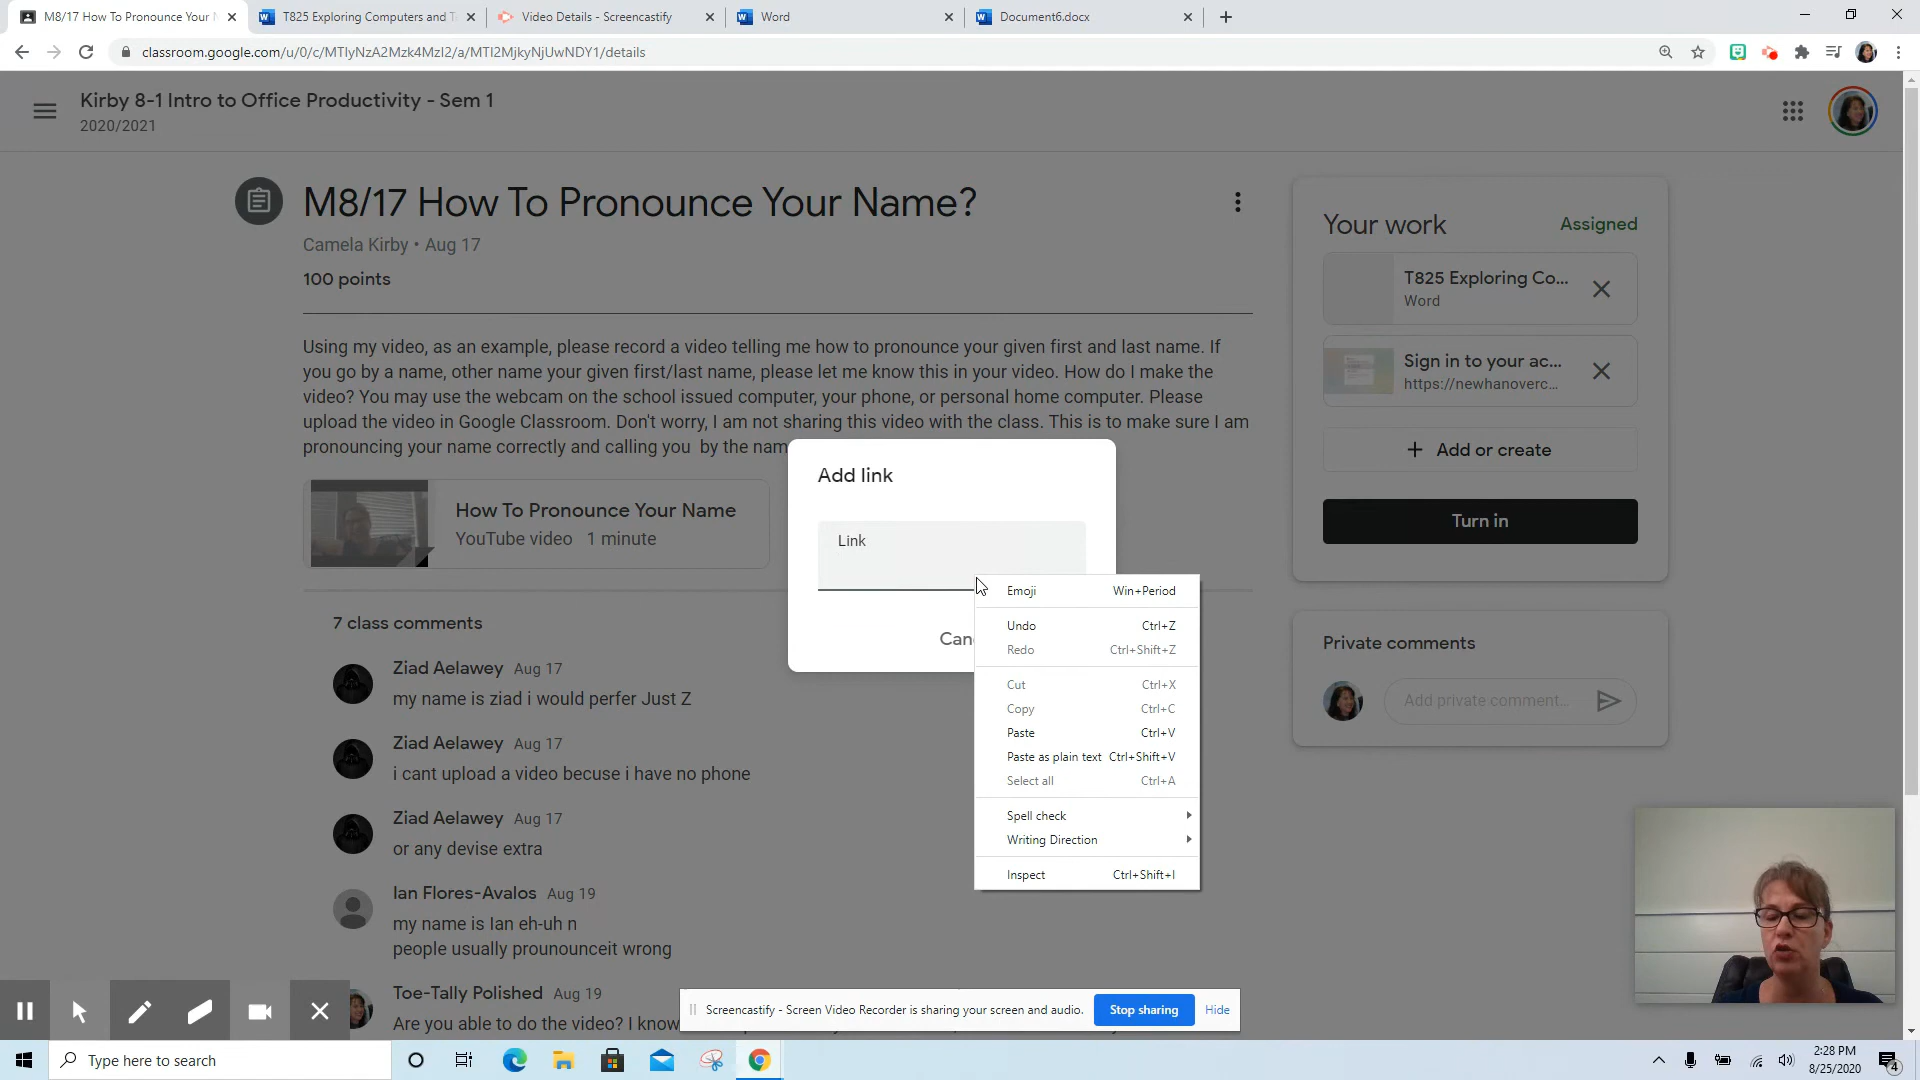 M8/17 How To Pronounce Your N
T825 Exploring Computers and T
Video Details - Screencastify
Word
Document6.docx
classroom.google.com/u/0/c/MTIyNzA2Mzk4MzI2/a/MTI2MjkyNjUwNDY1/details
Kirby 8-1 Intro to Office Productivity - Sem 1
2020/2021
M8/17 How To Pronounce Your Name?
Camela Kirby • Aug 17
100 points
Using my video, as an example, please record a video telling me how to pronounce your given first and last name. If
you go by a name, other name your given first/last name, please let me know this in your video. How do I make the
video? You may use the webcam on the school issued computer, your phone, or personal home computer. Please
upload the video in Google Classroom. Don't worry, I am not sharing this video with the class. This is to make sure I am
pronouncing your name correctly and calling you by the nam
How To Pronounce Your Name
YouTube video 1 minute
7 class comments
Ziad Aelawey Aug 17
my name is ziad i would perfer Just Z
Ziad Aelawey Aug 17
i cant upload a video becuse i have no phone
Ziad Aelawey Aug 17
or any devise extra
Ian Flores-Avalos Aug 19
my name is Ian eh-uh n
people usually prounounceit wrong
Toe-Tally Polished Aug 19
Are you able to do the video? I know
Your work
Assigned
T825 Exploring Co...
Word
Sign in to your ac...
https://newhanoverc...
+ Add or create
Turn in
Private comments
Add private comment...
Add link
Link
Can
Emoji Win+Period
Undo Ctrl+Z
Redo Ctrl+Shift+Z
Cut Ctrl+X
Copy Ctrl+C
Paste Ctrl+V
Paste as plain text Ctrl+Shift+V
Select all Ctrl+A
Spell check
Writing Direction
Inspect Ctrl+Shift+I
Screencastify - Screen Video Recorder is sharing your screen and audio.
Stop sharing
Hide
Type here to search
2:28 PM
8/25/2020
4